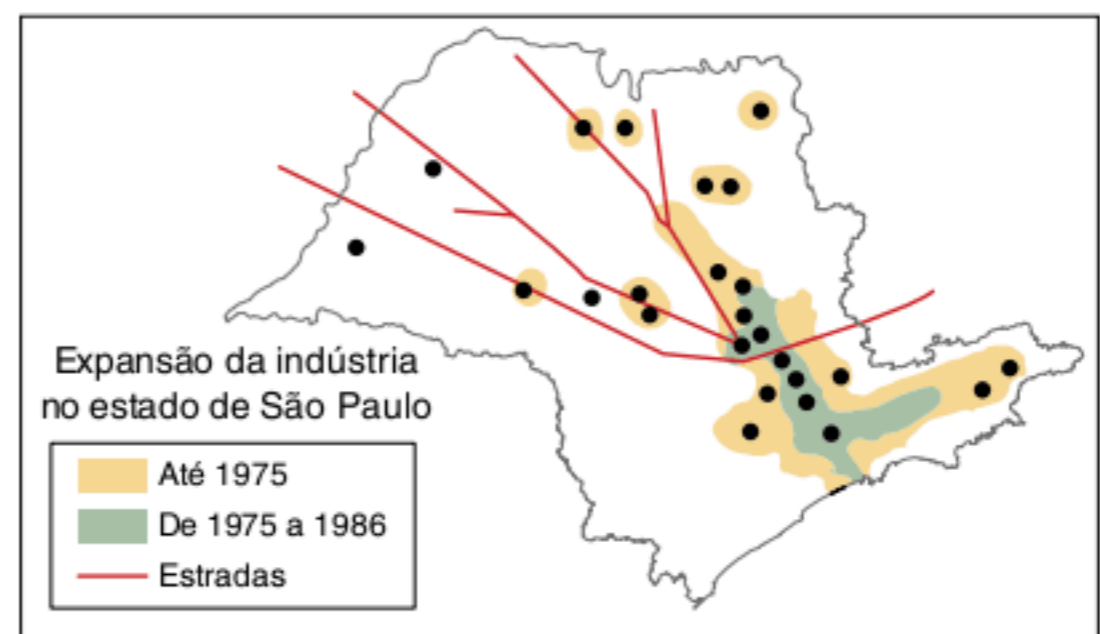 Expansão da indústria
no estado de São Paulo
Até 1975
De 1975 a 1986
Estradas